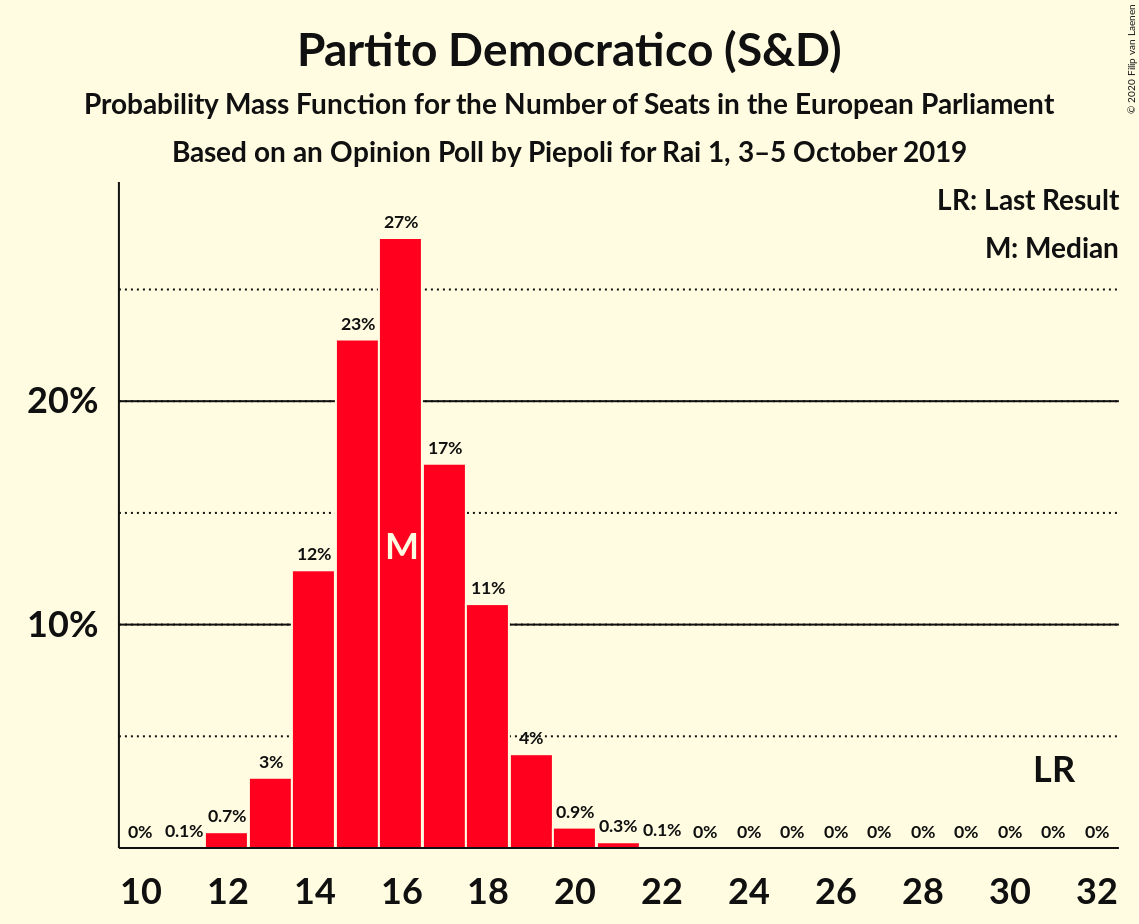 Partito Democratico (S&D)
Probability Mass Function for the Number of Seats in the European Parliament
Based on an Opinion Poll by Piepoli for Rai 1, 3–5 October 2019
© 2020 Filip van Laenen
LR: Last Result
M: Median
27%
23%
20%
17%
M
12%
11%
10%
4%
LR
3%
0% 0.1% 0.7% 0.9% 0.3% 0.1% 0% 0% 0% 0% 0% 0% 0% 0% 0% 0%
10 12 14 16 18 20 22 24 26 28 30 32